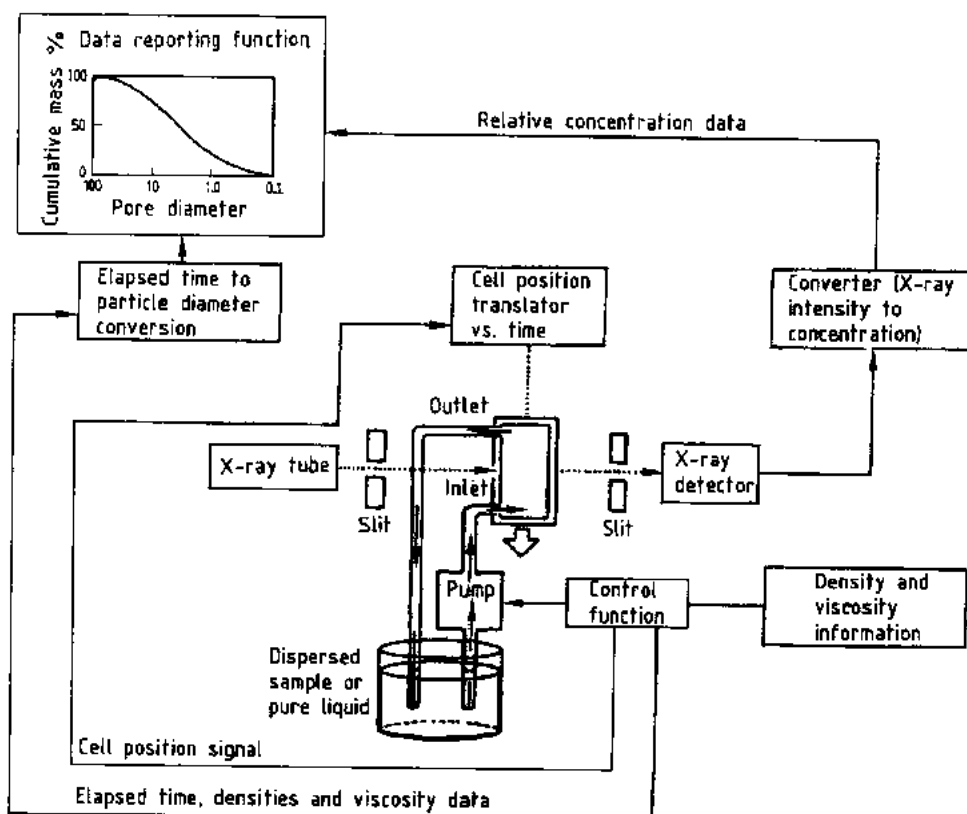 % Data reporting function
Cumulative mass
100
50
0
100
10
1.0
0.1
Pore diameter
Relative concentration data
Elapsed time to
particle diameter
conversion
Cell position
translator
vs. time
Converter (X-ray
intensity to
concentration)
Outlet
X-ray tube
Inlet
Slit
Slit
X-ray
detector
Pump
Control
function
Density and
viscosity
information
Dispersed
sample or
pure liquid
Cell position signal
Elapsed time, densities and viscosity data